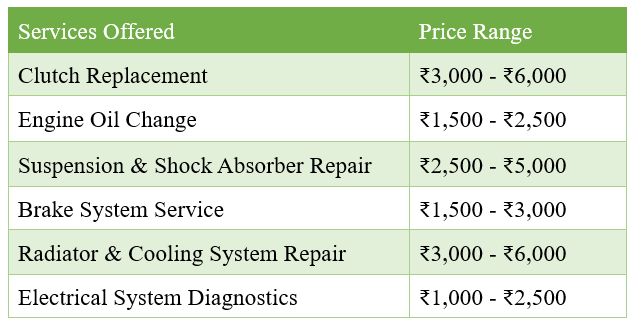 Services Offered Price Range
Clutch Replacement ₹3,000 - ₹6,000
Engine Oil Change ₹1,500 - ₹2,500
Suspension & Shock Absorber Repair ₹2,500 - ₹5,000
Brake System Service ₹1,500 - ₹3,000
Radiator & Cooling System Repair ₹3,000 - ₹6,000
Electrical System Diagnostics ₹1,000 - ₹2,500